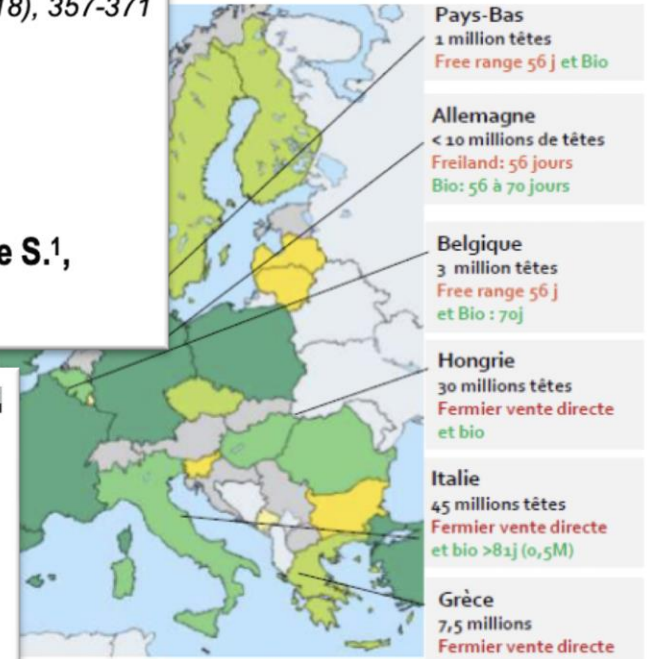 18), 357-371
e S.¹,
Pays-Bas
1 million têtes
Free range 56 j et Bio
Allemagne
< 10 millions de têtes
Freiland: 56 jours
Bio: 56 à 70 jours
Belgique
3 million têtes
Free range 56 j
et Bio : 70j
Hongrie
30 millions têtes
Fermier vente directe
et bio
Italie
45 millions têtes
Fermier vente directe
et bio >81j (0,5M)
Grèce
7,5 millions
Fermier vente directe